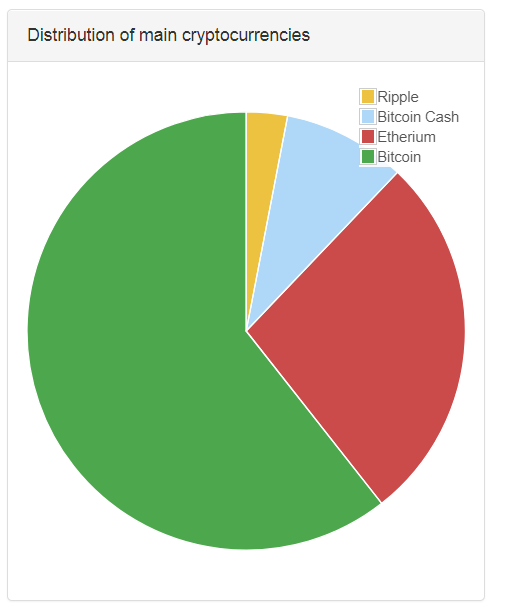 Distribution of main cryptocurrencies
Ripple
Bitcoin Cash
Etherium
Bitcoin